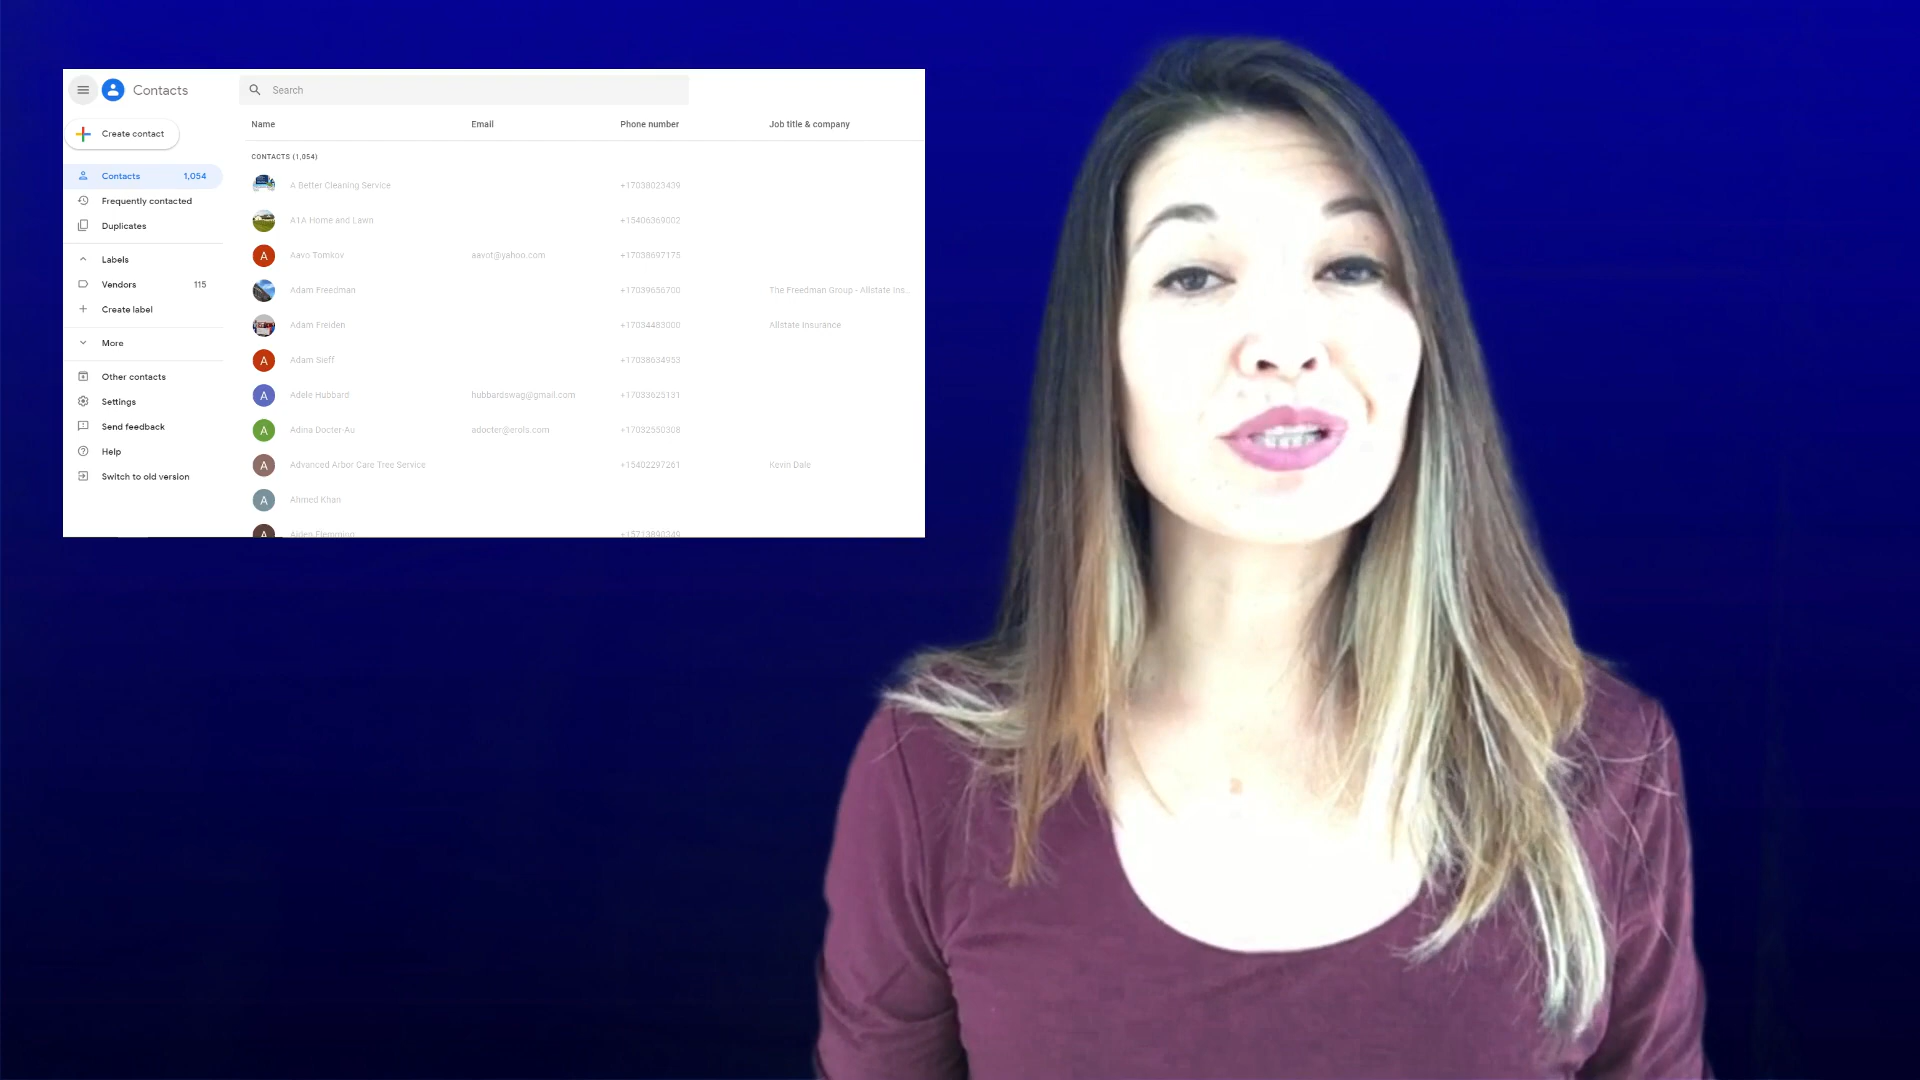 Contacts
Search
Create contact
Contacts 1,054
Frequently contacted
Duplicates
Labels
Vendors 115
Create label
More
Other contacts
Settings
Send feedback
Help
Switch to old version
Name Email Phone number Job title & company
CONTACTS (1,054)
A Better Cleaning Service +17038023439
A1A Home and Lawn +15406369002
A Aavo Tomkov aavot@yahoo.com +17038697175
Adam Freedman +17039656700 The Freedman Group - Allstate Ins...
Adam Freiden +17034483000 Allstate Insurance
A Adam Sieff +17038634953
A Adele Hubbard hubbardswag@gmail.com +17033625131
A Adina Docter-Au adocter@erols.com +17032550308
A Advanced Arbor Care Tree Service +15402297261 Kevin Dale
A Ahmed Khan
A Aiden Flemming +15713890349